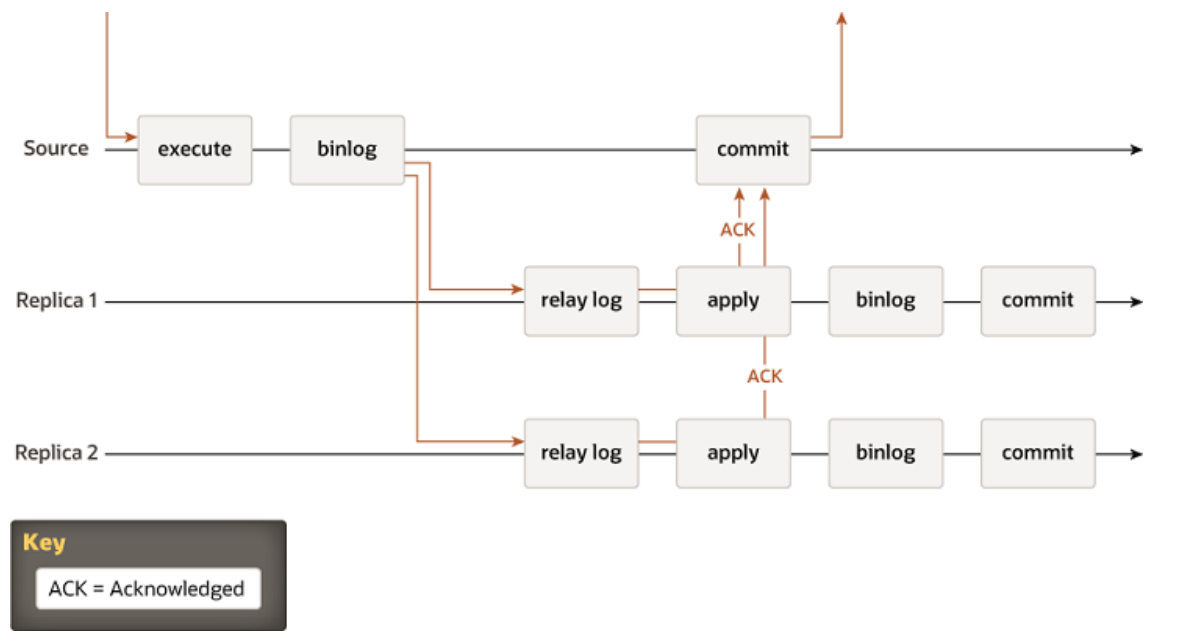 Source execute binlog commit
ACK
Replica 1 relay log apply binlog commit
ACK
Replica 2 relay log apply binlog commit
Key
ACK = Acknowledged